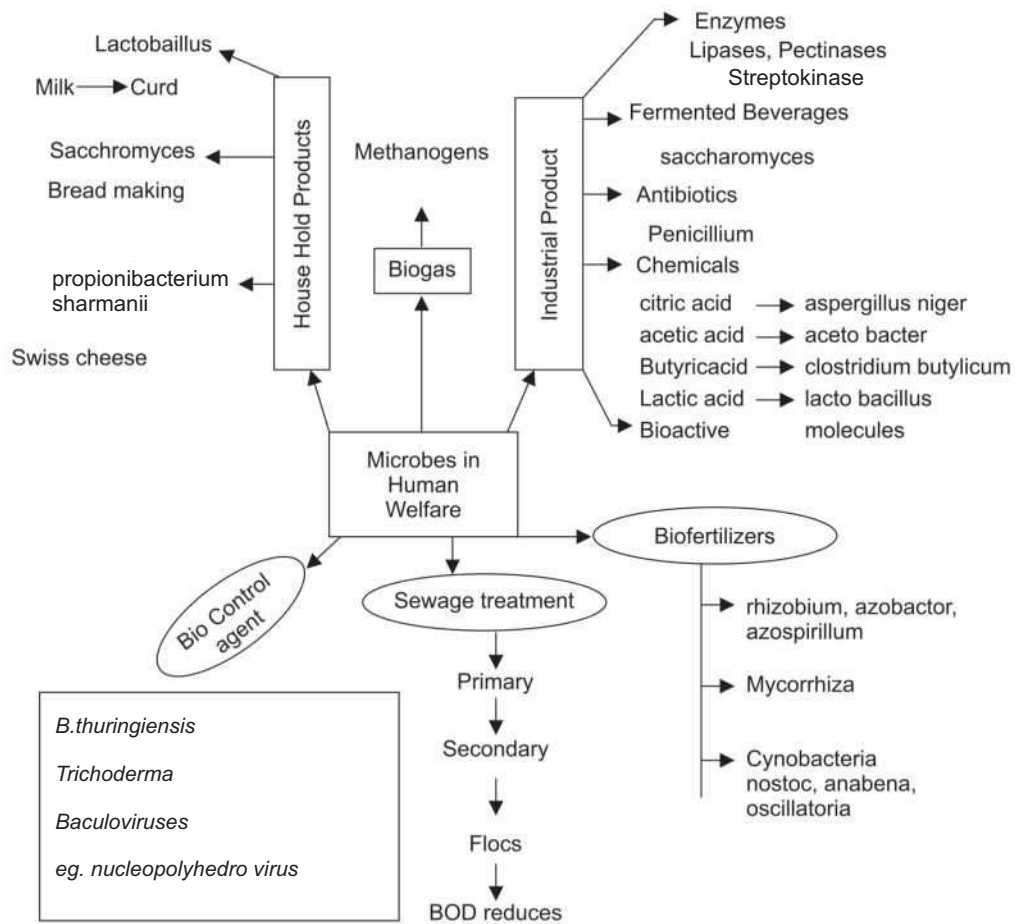 Lactobaillus
Milk → Curd
Sacchromyces
Bread making
propionibacterium
sharmanii
Swiss cheese
House Hold Products
Methanogens
Biogas
Industrial Product
Enzymes
Lipases, Pectinases
Streptokinase
Fermented Beverages
saccharomyces
Antibiotics
Penicillium
Chemicals
citric acid → aspergillus niger
acetic acid → aceto bacter
Butyricacid → clostridium butylicum
Lactic acid → lacto bacillus
Bioactive molecules
Microbes in
Human
Welfare
Bio Control
agent
B.thuringiensis
Trichoderma
Baculoviruses
eg. nucleopolyhedro virus
Sewage treatment
Primary
Secondary
Flocs
BOD reduces
Biofertilizers
rhizobium, azobactor,
azospirillum
Mycorrhiza
Cynobacteria
nostoc, anabena,
oscillatoria